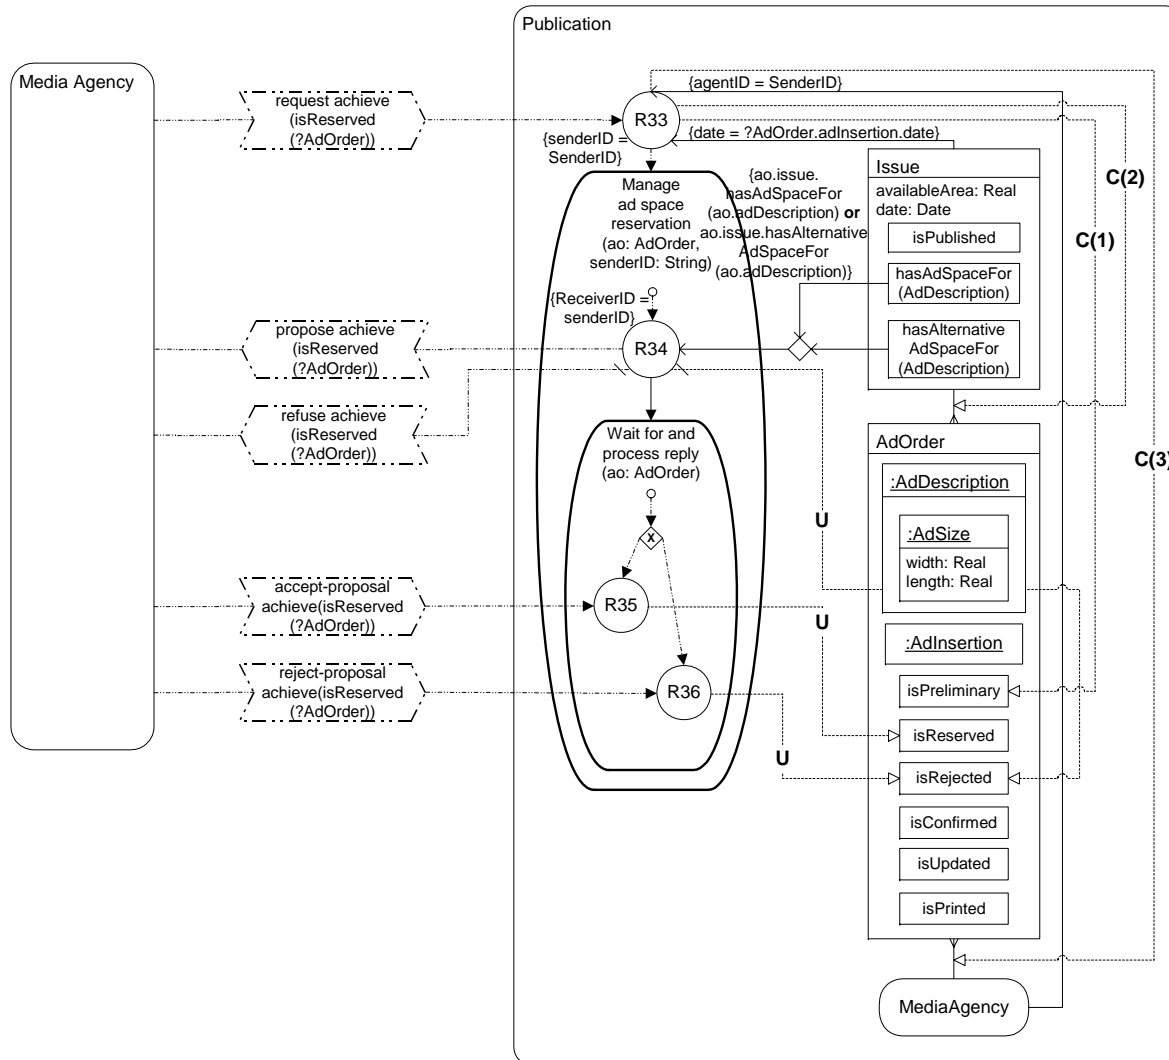 Publication
Media Agency
request achieve
(isReserved
(?AdOrder))
{agentID = SenderID}
R33
{date = ?AdOrder.adInsertion.date}
{senderID =
SenderID}
Issue
availableArea: Real
date: Date
isPublished
hasAdSpaceFor
(AdDescription)
hasAlternative
AdSpaceFor
(AdDescription)
C(2)
C(1)
C(3)
Manage
ad space
reservation
(ao: AdOrder,
senderID: String)
{ao.issue.
hasAdSpaceFor
(ao.adDescription) or
ao.issue.hasAlternative
AdSpaceFor
(ao.adDescription)}
{ReceiverID =
senderID}
propose achieve
(isReserved
(?AdOrder))
R34
refuse achieve
(isReserved
(?AdOrder))
Wait for and
process reply
(ao: AdOrder)
x
AdOrder
:AdDescription
:AdSize
width: Real
length: Real
U
accept-proposal
achieve(isReserved
(?AdOrder))
R35
U
:AdInsertion
reject-proposal
achieve(isReserved
(?AdOrder))
R36
U
isPreliminary
isReserved
isRejected
isConfirmed
isUpdated
isPrinted
MediaAgency